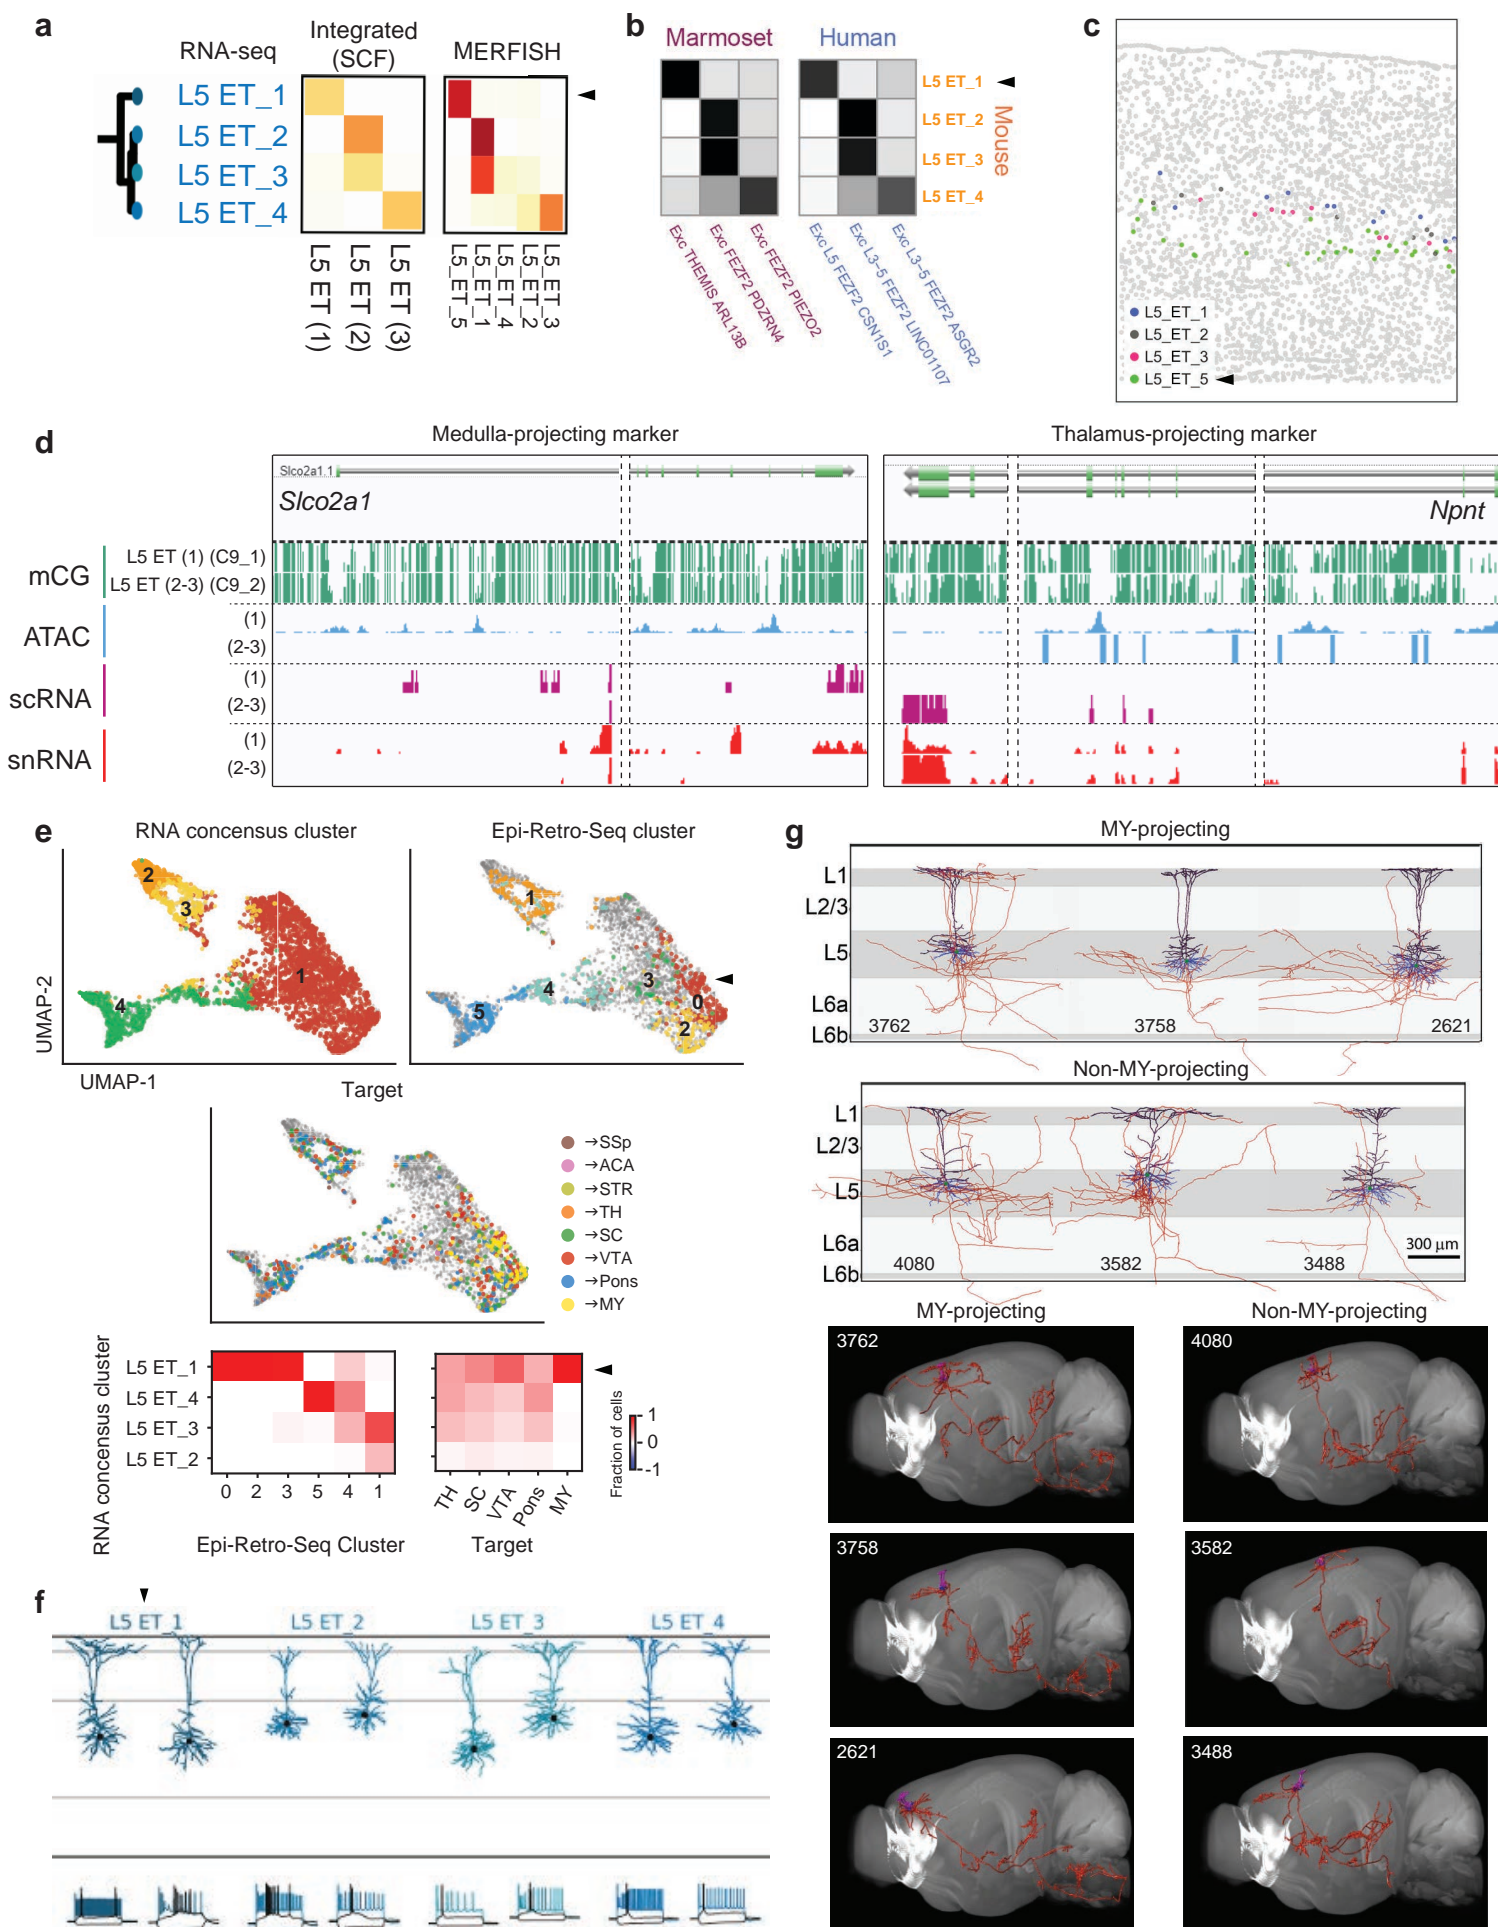 a
RNA-seq
Integrated
(SCF)
MERFISH
L5 ET_1
L5 ET_2
L5 ET_3
L5 ET_4
L5 ET (1)
L5 ET (2)
L5 ET (3)
L5_ET_5
L5_ET_1
L5_ET_4
L5_ET_2
L5_ET_3
b
Marmoset
Human
L5 ET_1
L5 ET_2
L5 ET_3
L5 ET_4
Mouse
Exc THEMIS ARL13B
Exc FEZF2 PDZRN4
Exc FEZF2 PIEZO2
Exc L5 FEZF2 CSN1S1
Exc L3-5 FEZF2 LINC01107
Exc L3-5 FEZF2 ASGR2
c
L5_ET_1
L5_ET_2
L5_ET_3
L5_ET_5
d
Medulla-projecting marker
Thalamus-projecting marker
Slco2a1.1
Slco2a1
Npnt
mCG
L5 ET (1) (C9_1)
L5 ET (2-3) (C9_2)
ATAC
(1)
(2-3)
scRNA
(1)
(2-3)
snRNA
(1)
(2-3)
e
RNA concensus cluster
Epi-Retro-Seq cluster
2
3
1
4
1
3
0
4
5
2
UMAP-2
UMAP-1
Target
→SSp
→ACA
→STR
→TH
→SC
→VTA
→Pons
→MY
RNA concensus cluster
L5 ET_1
L5 ET_4
L5 ET_3
L5 ET_2
0 2 3 5 4 1
Epi-Retro-Seq Cluster
TH
SC
VTA
Pons
MY
Target
Fraction of cells
1
0
-1
f
L5 ET_1
L5 ET_2
L5 ET_3
L5 ET_4
g
MY-projecting
L1
L2/3
L5
L6a
L6b
3762
3758
2621
Non-MY-projecting
L1
L2/3
L5
L6a
L6b
4080
3582
3488
300 µm
MY-projecting
Non-MY-projecting
3762
4080
3758
3582
2621
3488